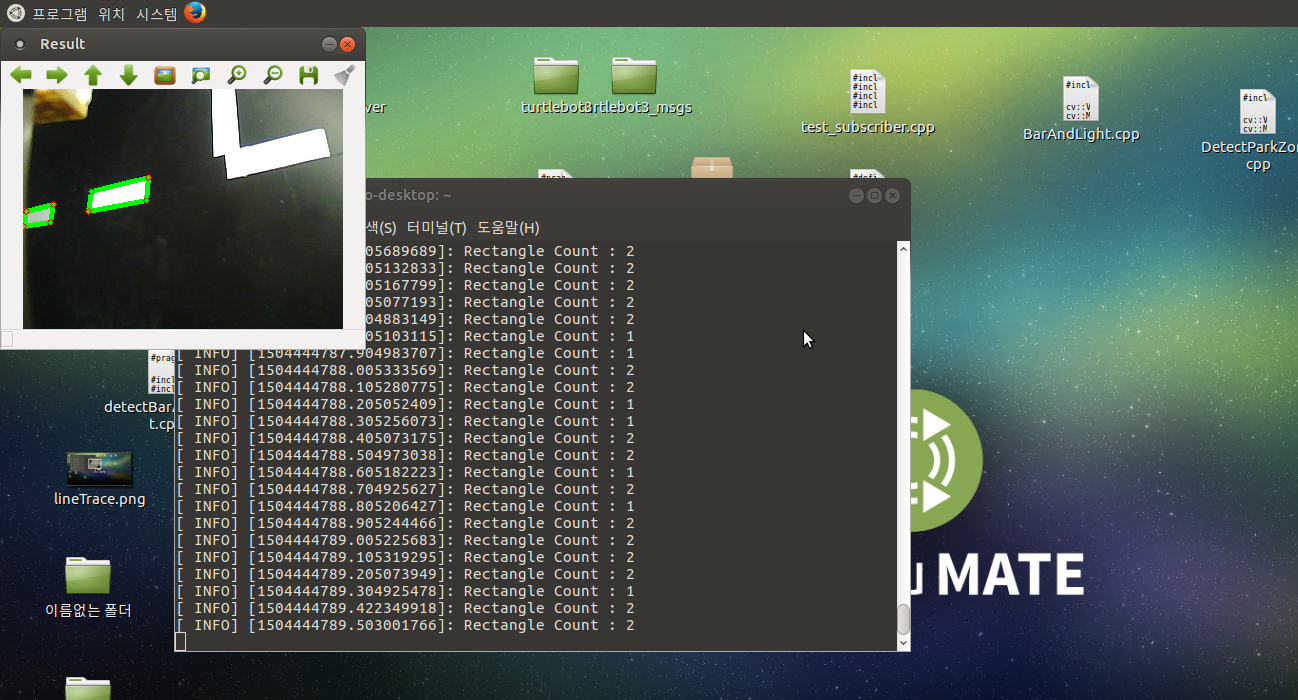 프로그램 위치 시스템
Result
ver
turtlebot3
turtlebot3_msgs
#incl
#incl
#incl
#incl
test_subscriber.cpp
#incl
cv::V
cv::M
BarAndLight.cpp
#incl
cv::V
cv::M
DetectParkZo
cpp
#prag
#defi
o-desktop: ~
색(S) 터미널(T) 도움말(H)
05689689]: Rectangle Count : 2
05132833]: Rectangle Count : 2
05167799]: Rectangle Count : 2
05077193]: Rectangle Count : 2
04883149]: Rectangle Count : 2
05103115]: Rectangle Count : 1
[ INFO] [1504444787.904983707]: Rectangle Count : 1
[ INFO] [1504444788.005333569]: Rectangle Count : 2
[ INFO] [1504444788.105280775]: Rectangle Count : 2
[ INFO] [1504444788.205052409]: Rectangle Count : 1
[ INFO] [1504444788.305256073]: Rectangle Count : 1
[ INFO] [1504444788.405073175]: Rectangle Count : 2
[ INFO] [1504444788.504973038]: Rectangle Count : 2
[ INFO] [1504444788.605182223]: Rectangle Count : 1
[ INFO] [1504444788.704925627]: Rectangle Count : 2
[ INFO] [1504444788.805206427]: Rectangle Count : 1
[ INFO] [1504444788.905244466]: Rectangle Count : 2
[ INFO] [1504444789.005225683]: Rectangle Count : 2
[ INFO] [1504444789.105319295]: Rectangle Count : 2
[ INFO] [1504444789.205073949]: Rectangle Count : 2
[ INFO] [1504444789.304925478]: Rectangle Count : 1
[ INFO] [1504444789.422349918]: Rectangle Count : 2
[ INFO] [1504444789.503001766]: Rectangle Count : 2
#prag
#incl
#incl
detectBar
t.cp
lineTrace.png
이름없는 폴더
MATE